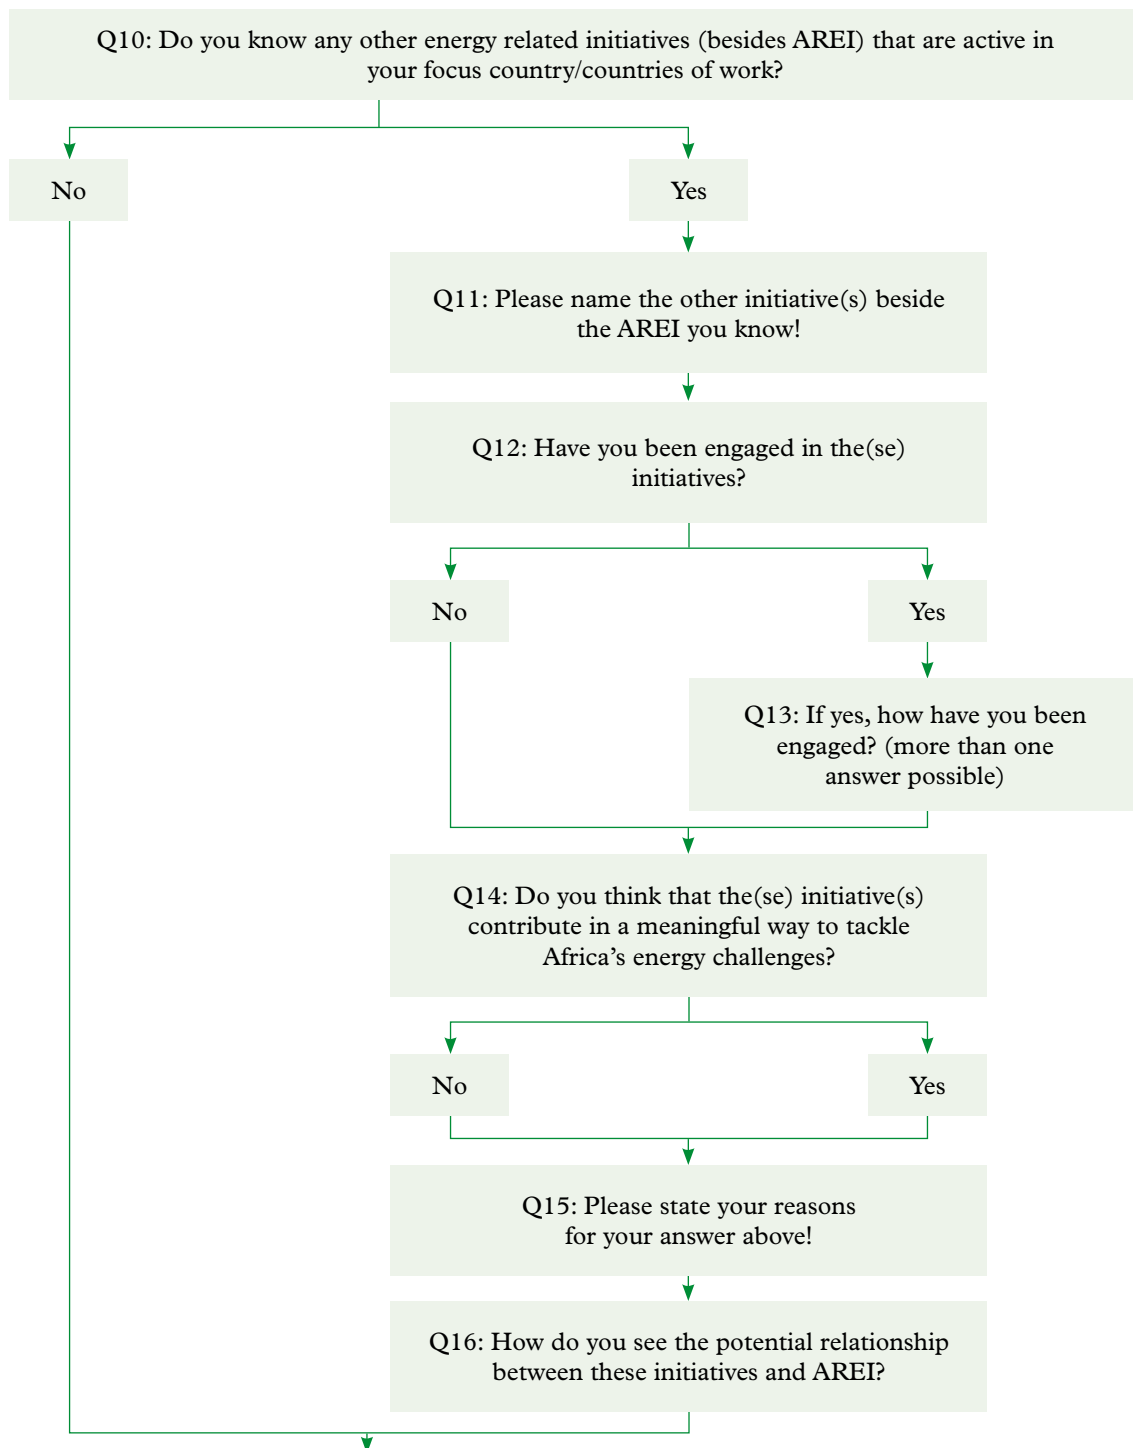 Q10: Do you know any other energy related initiatives (besides AREI) that are active in
your focus country/countries of work?
No
Yes
Q11: Please name the other initiative(s) beside
the AREI you know!
Q12: Have you been engaged in the(se)
initiatives?
No
Yes
Q13: If yes, how have you been
engaged? (more than one
answer possible)
Q14: Do you think that the(se) initiative(s)
contribute in a meaningful way to tackle
Africa’s energy challenges?
No
Yes
Q15: Please state your reasons
for your answer above!
Q16: How do you see the potential relationship
between these initiatives and AREI?